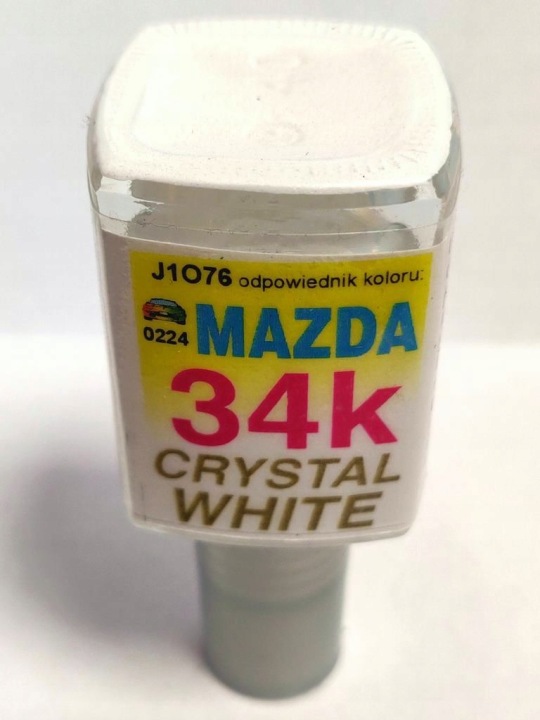 J1O76 odpowiednik koloru:
0224 MAZDA
34k
CRYSTAL
WHITE